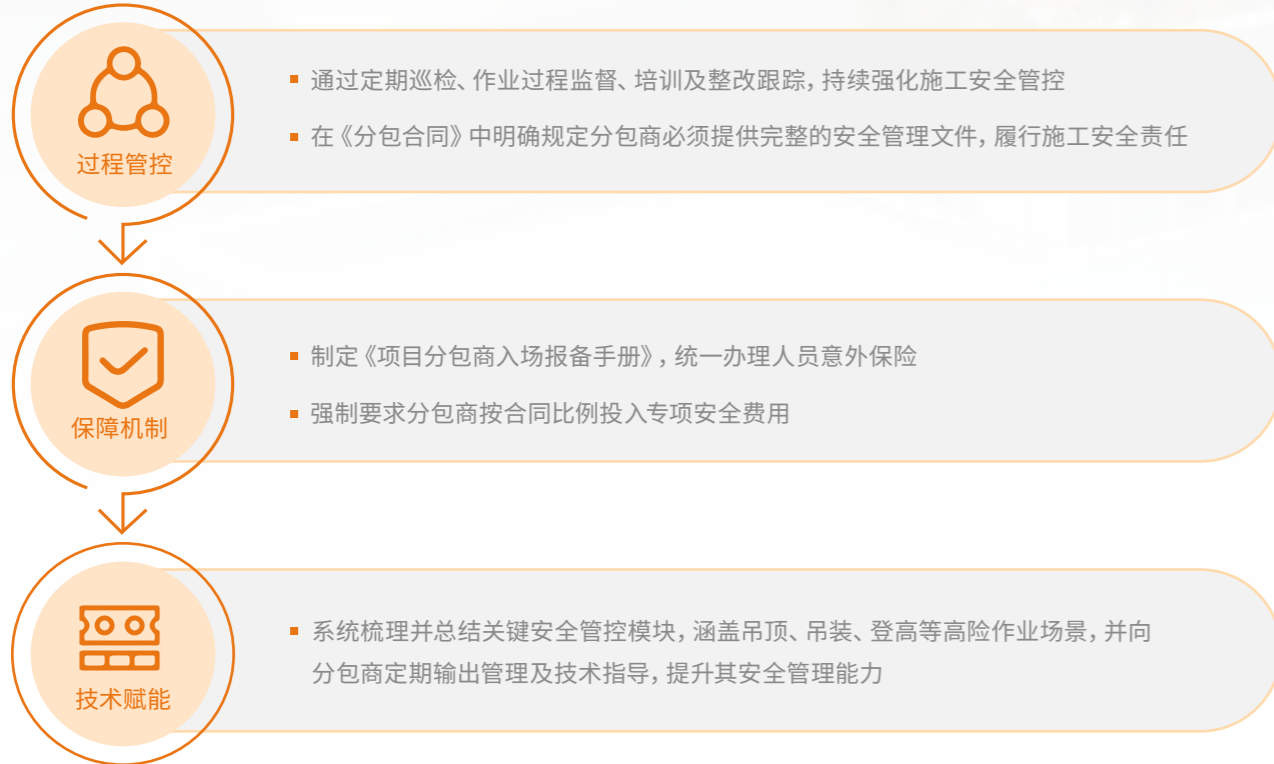 过程管控
通过定期巡检、作业过程监督、培训及整改跟踪，持续强化施工安全管控
在《分包合同》中明确规定分包商必须提供完整的安全管理文件，履行施工安全责任
保障机制
制定《项目分包商入场报备手册》，统一办理人员意外保险
强制要求分包商按合同比例投入专项安全费用
技术赋能
系统梳理并总结关键安全管控模块，涵盖吊顶、吊装、登高等高险作业场景，并向
分包商定期输出管理及技术指导，提升其安全管理能力